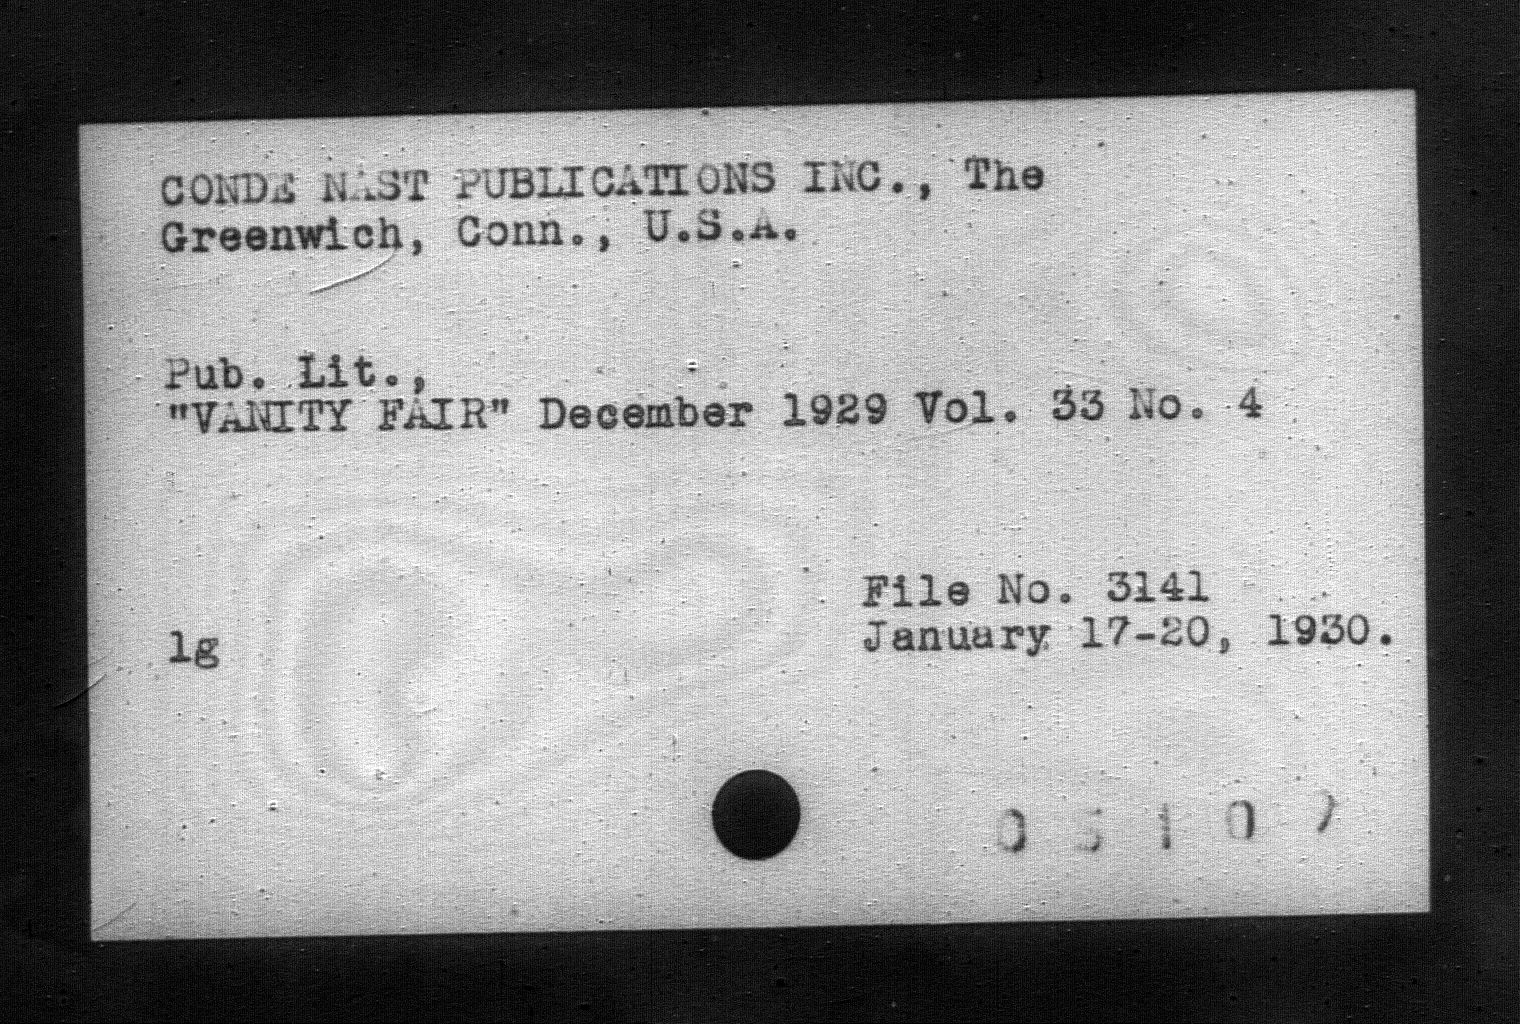 CONDE NAST PUBLICATIONS INC., The
Greenwich, Conn., U.S.A.
Pub. Lit.,
"VANITY FAIR" December 1929 Vol. 33 No. 4
File No. 3141
lg January 17-20, 1930.